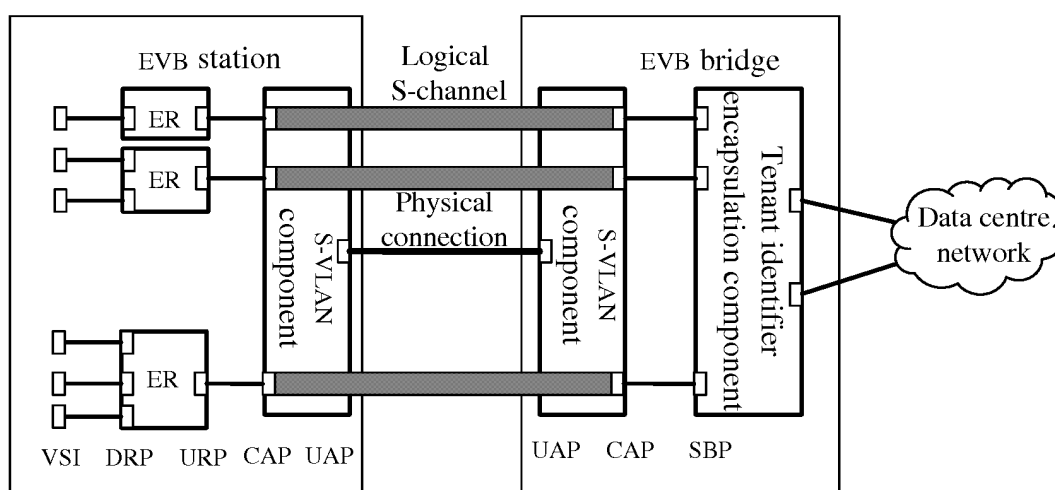 EVB station
Logical
S-channel
EVB bridge
ER
ER
ER
Physical
connection
S-VLAN
component
S-VLAN
component
Tenant identifier
encapsulation component
Data centre
network
VSI
DRP
URP
CAP
UAP
UAP
CAP
SBP